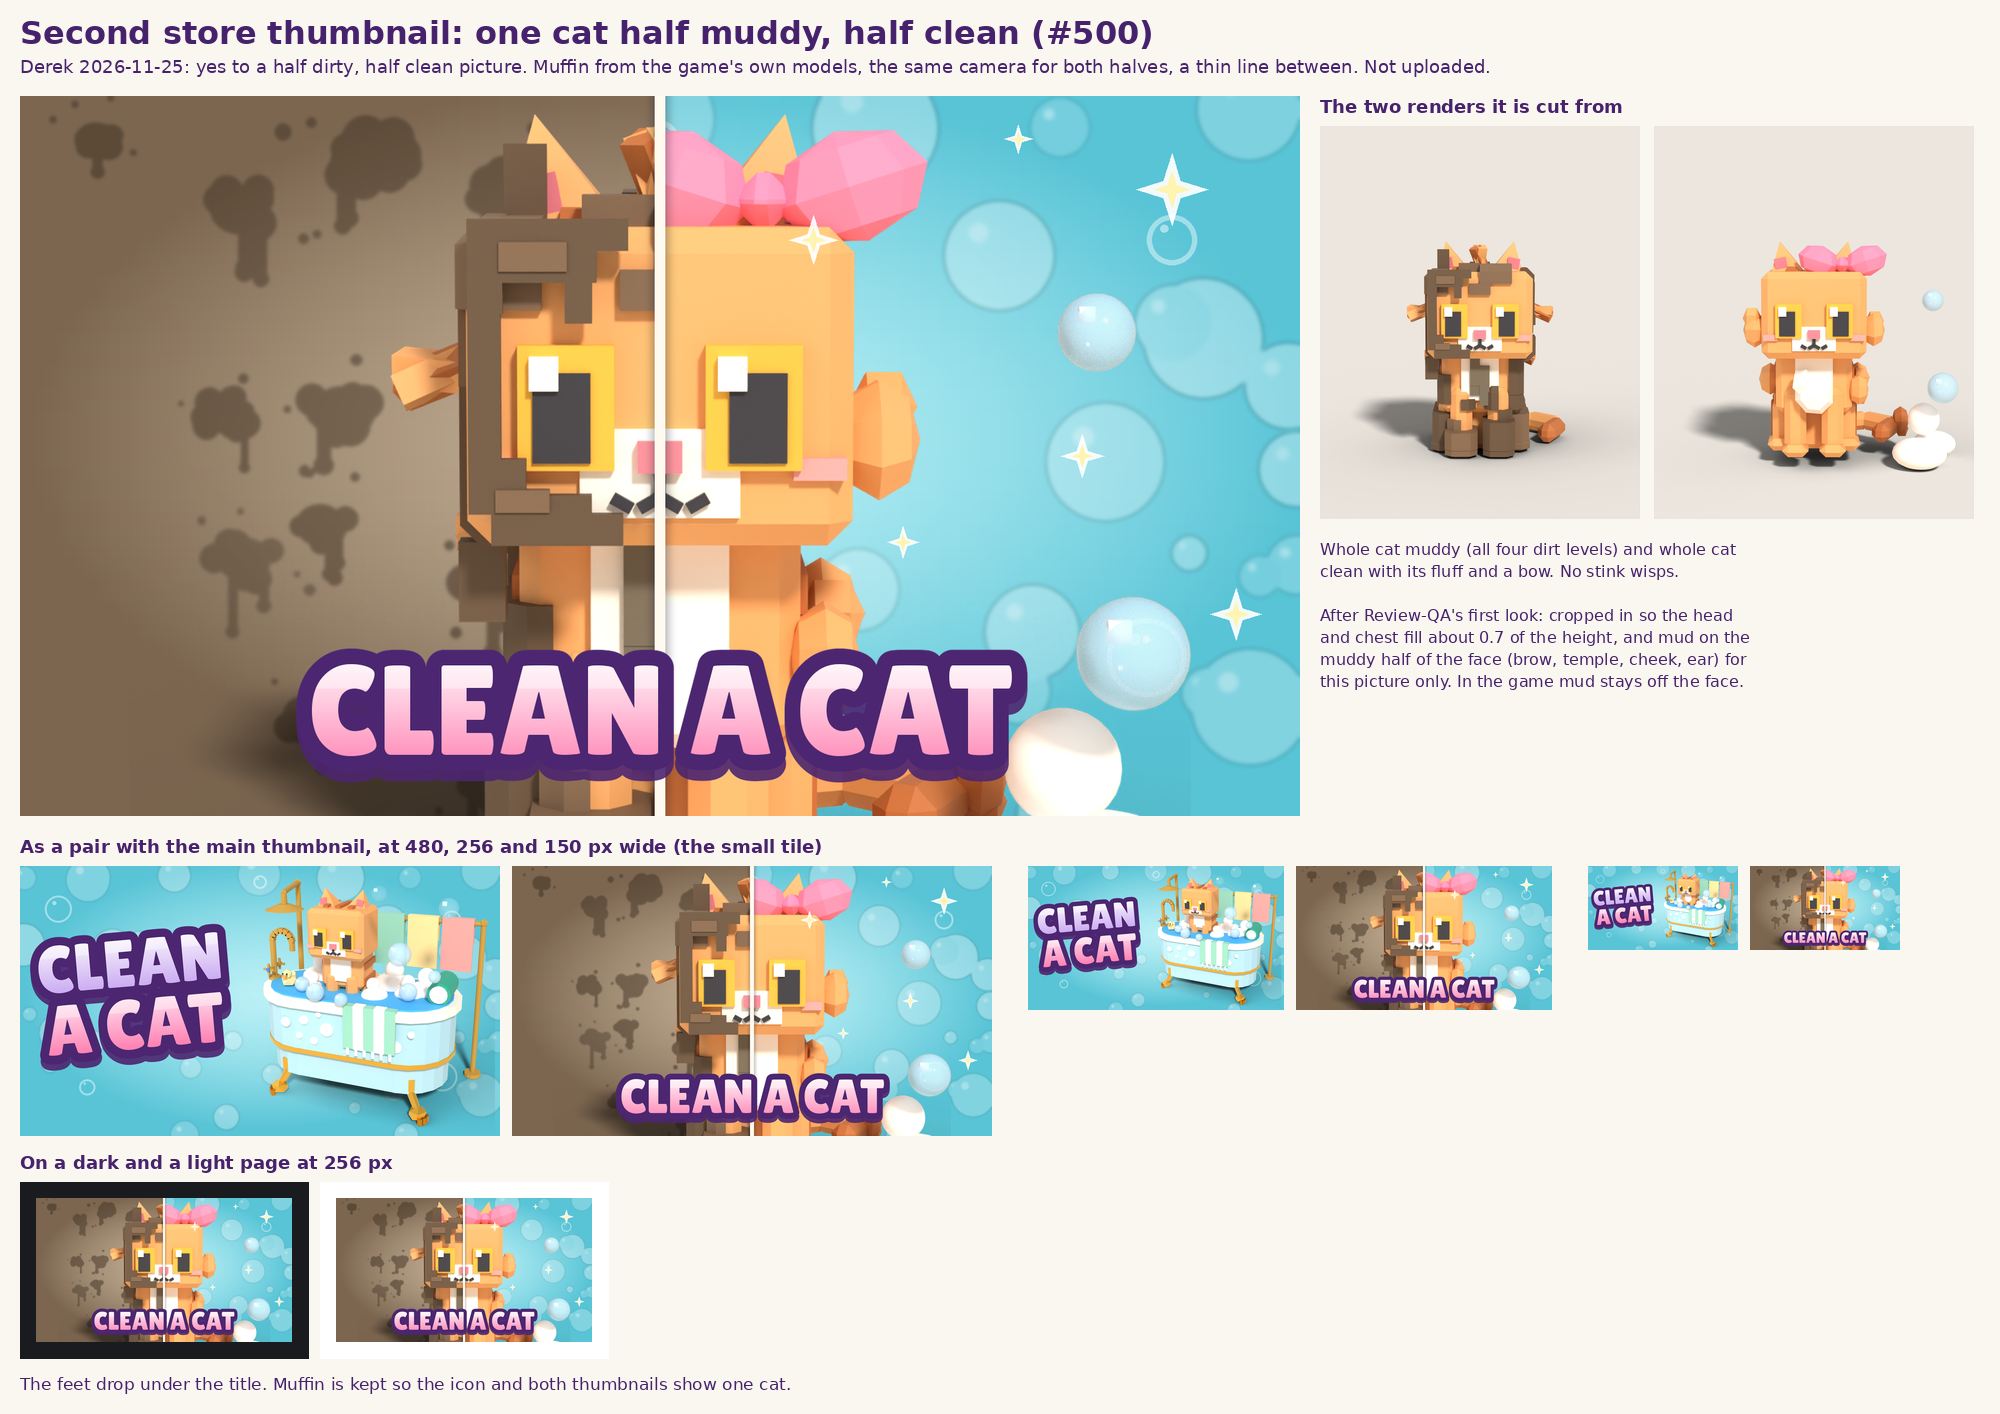 Second store thumbnail: one cat half muddy, half clean (#500)
Derek 2026-11-25: yes to a half dirty, half clean picture. Muffin from the game's own models, the same camera for both halves, a thin line between. Not uploaded.
CLEAN A CAT
The two renders it is cut from
Whole cat muddy (all four dirt levels) and whole cat
clean with its fluff and a bow. No stink wisps.
After Review-QA's first look: cropped in so the head
and chest fill about 0.7 of the height, and mud on the
muddy half of the face (brow, temple, cheek, ear) for
this picture only. In the game mud stays off the face.
As a pair with the main thumbnail, at 480, 256 and 150 px wide (the small tile)
CLEAN
A CAT
CLEAN A CAT
CLEAN
A CAT
CLEAN A CAT
CLEAN
A CAT
CLEAN A CAT
On a dark and a light page at 256 px
CLEAN A CAT
CLEAN A CAT
The feet drop under the title. Muffin is kept so the icon and both thumbnails show one cat.